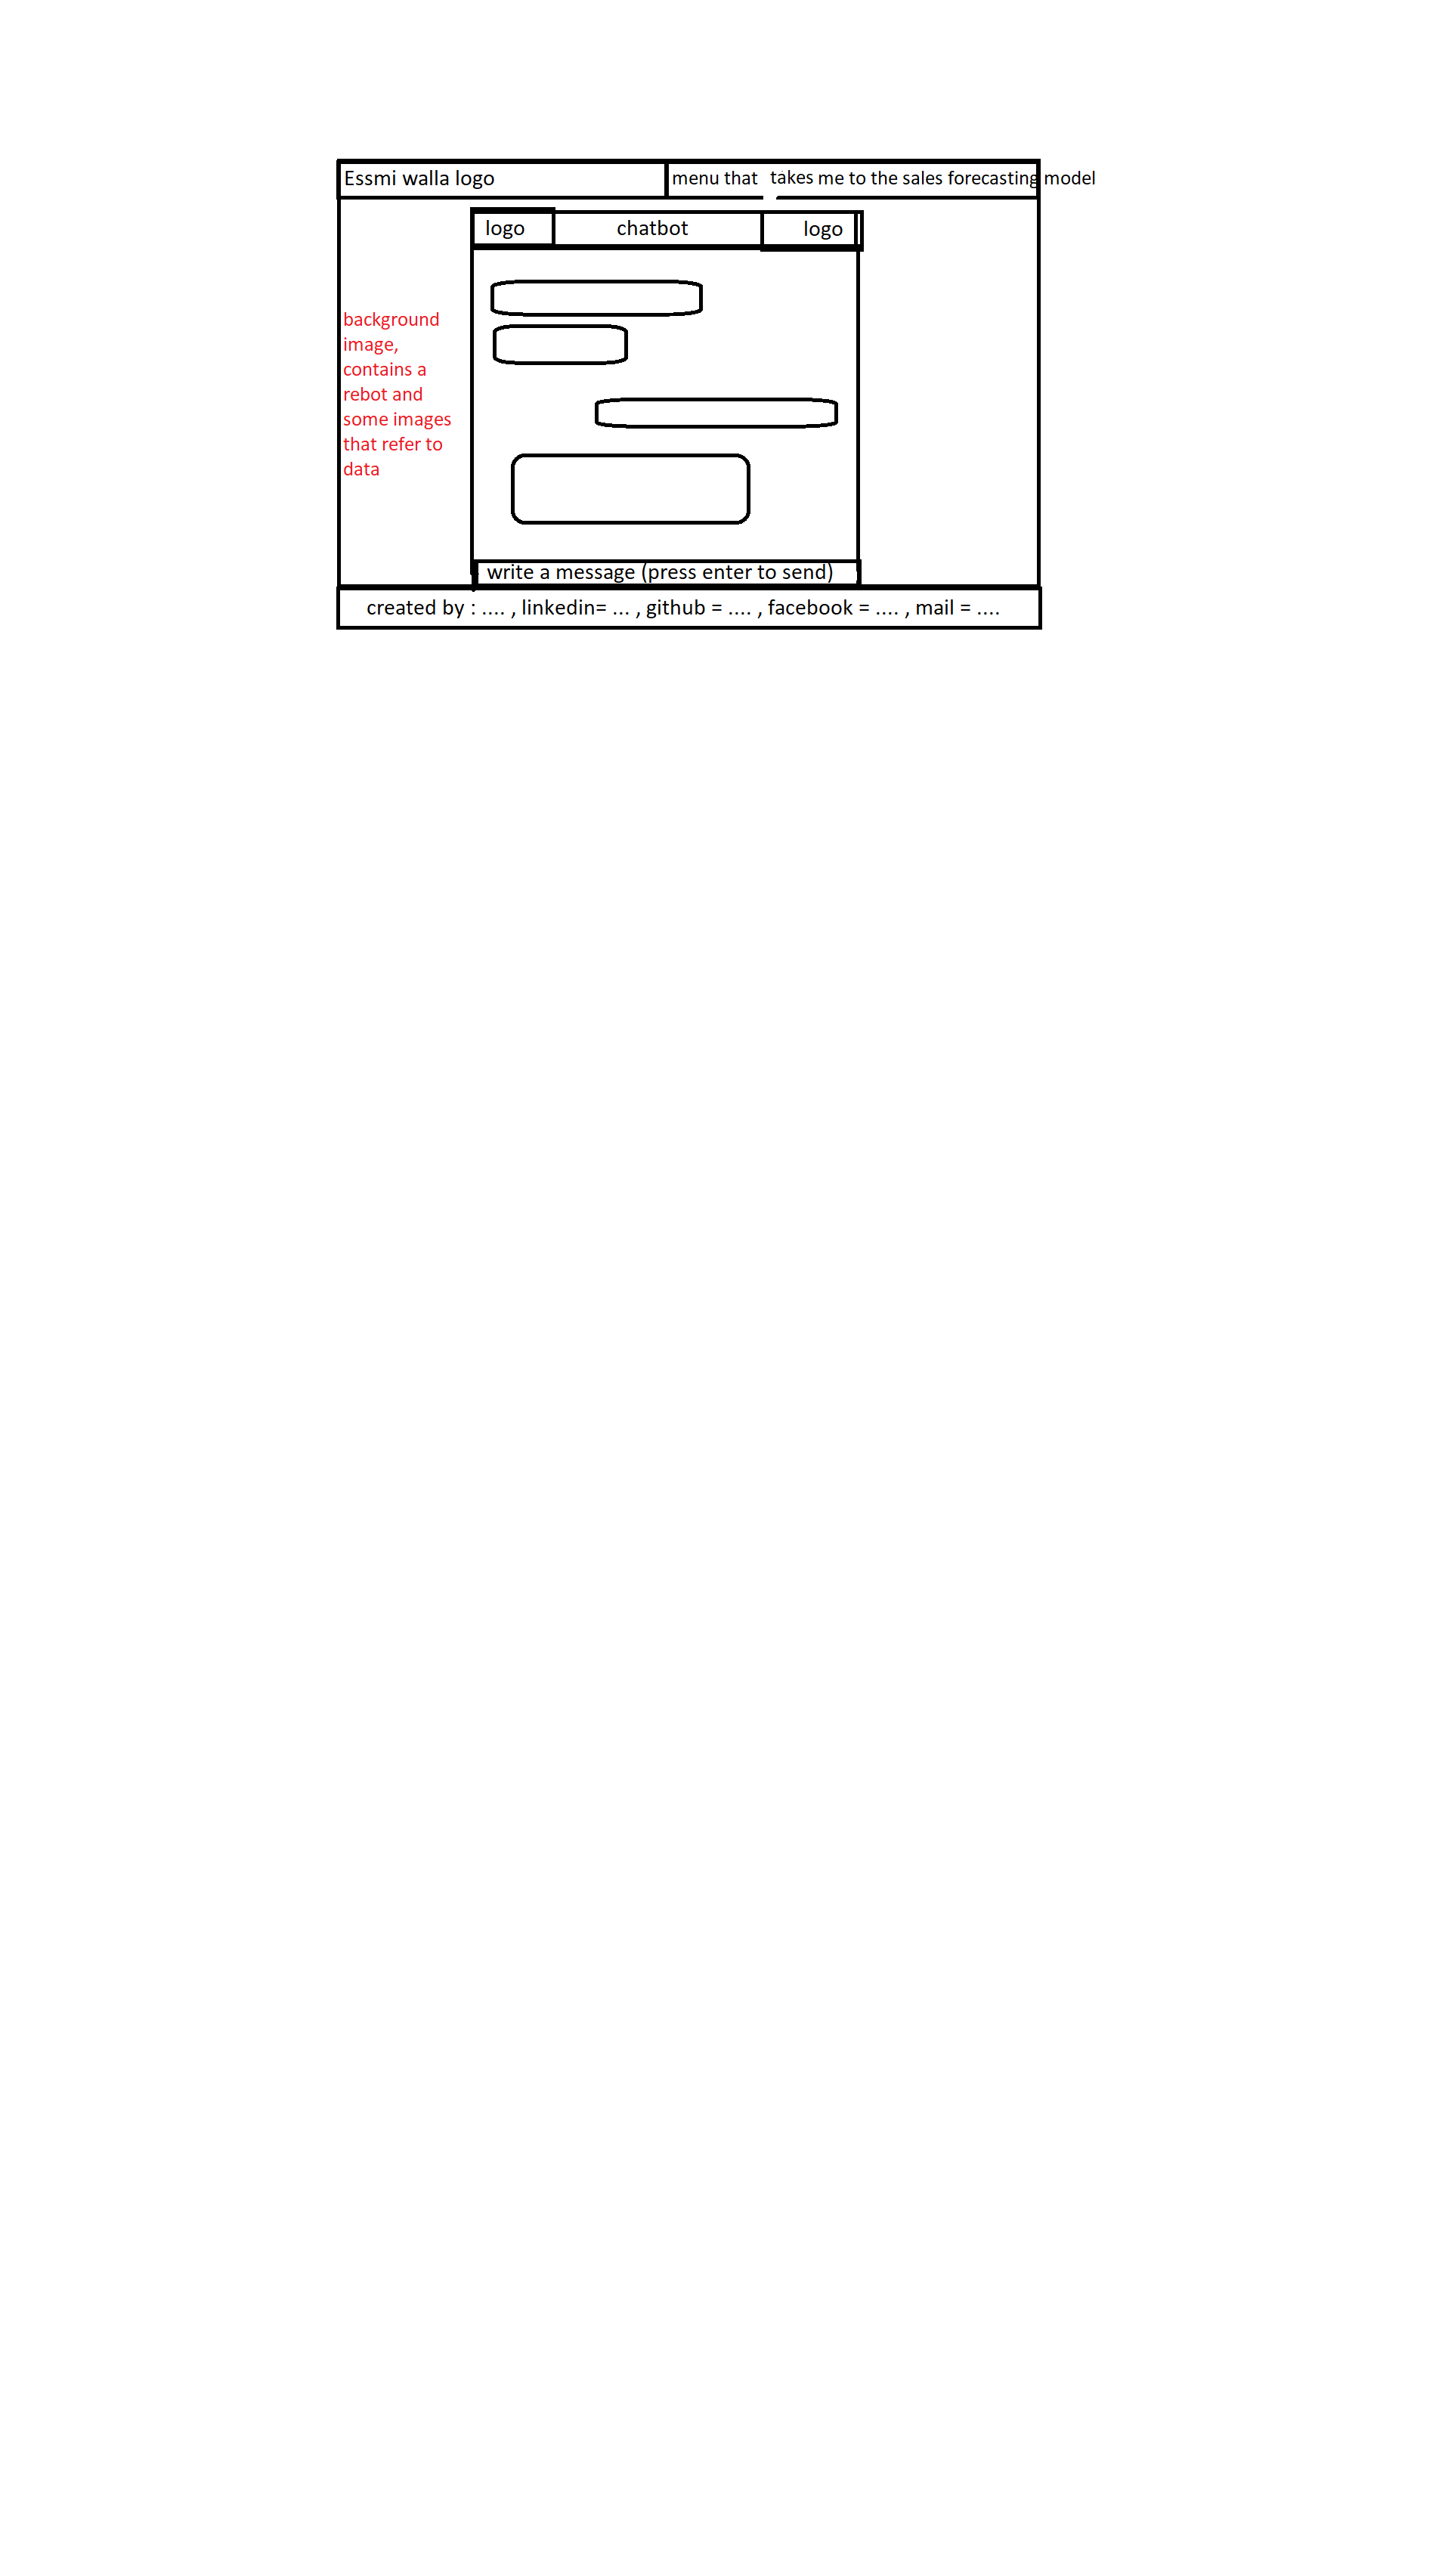 Essmi walla logo
menu that takes me to the sales forecasting model
logo
chatbot
logo
background
image,
contains a
rebot and
some images
that refer to
data
write a message (press enter to send)
created by : .... , linkedin= ... , github = .... , facebook = .... , mail = ....